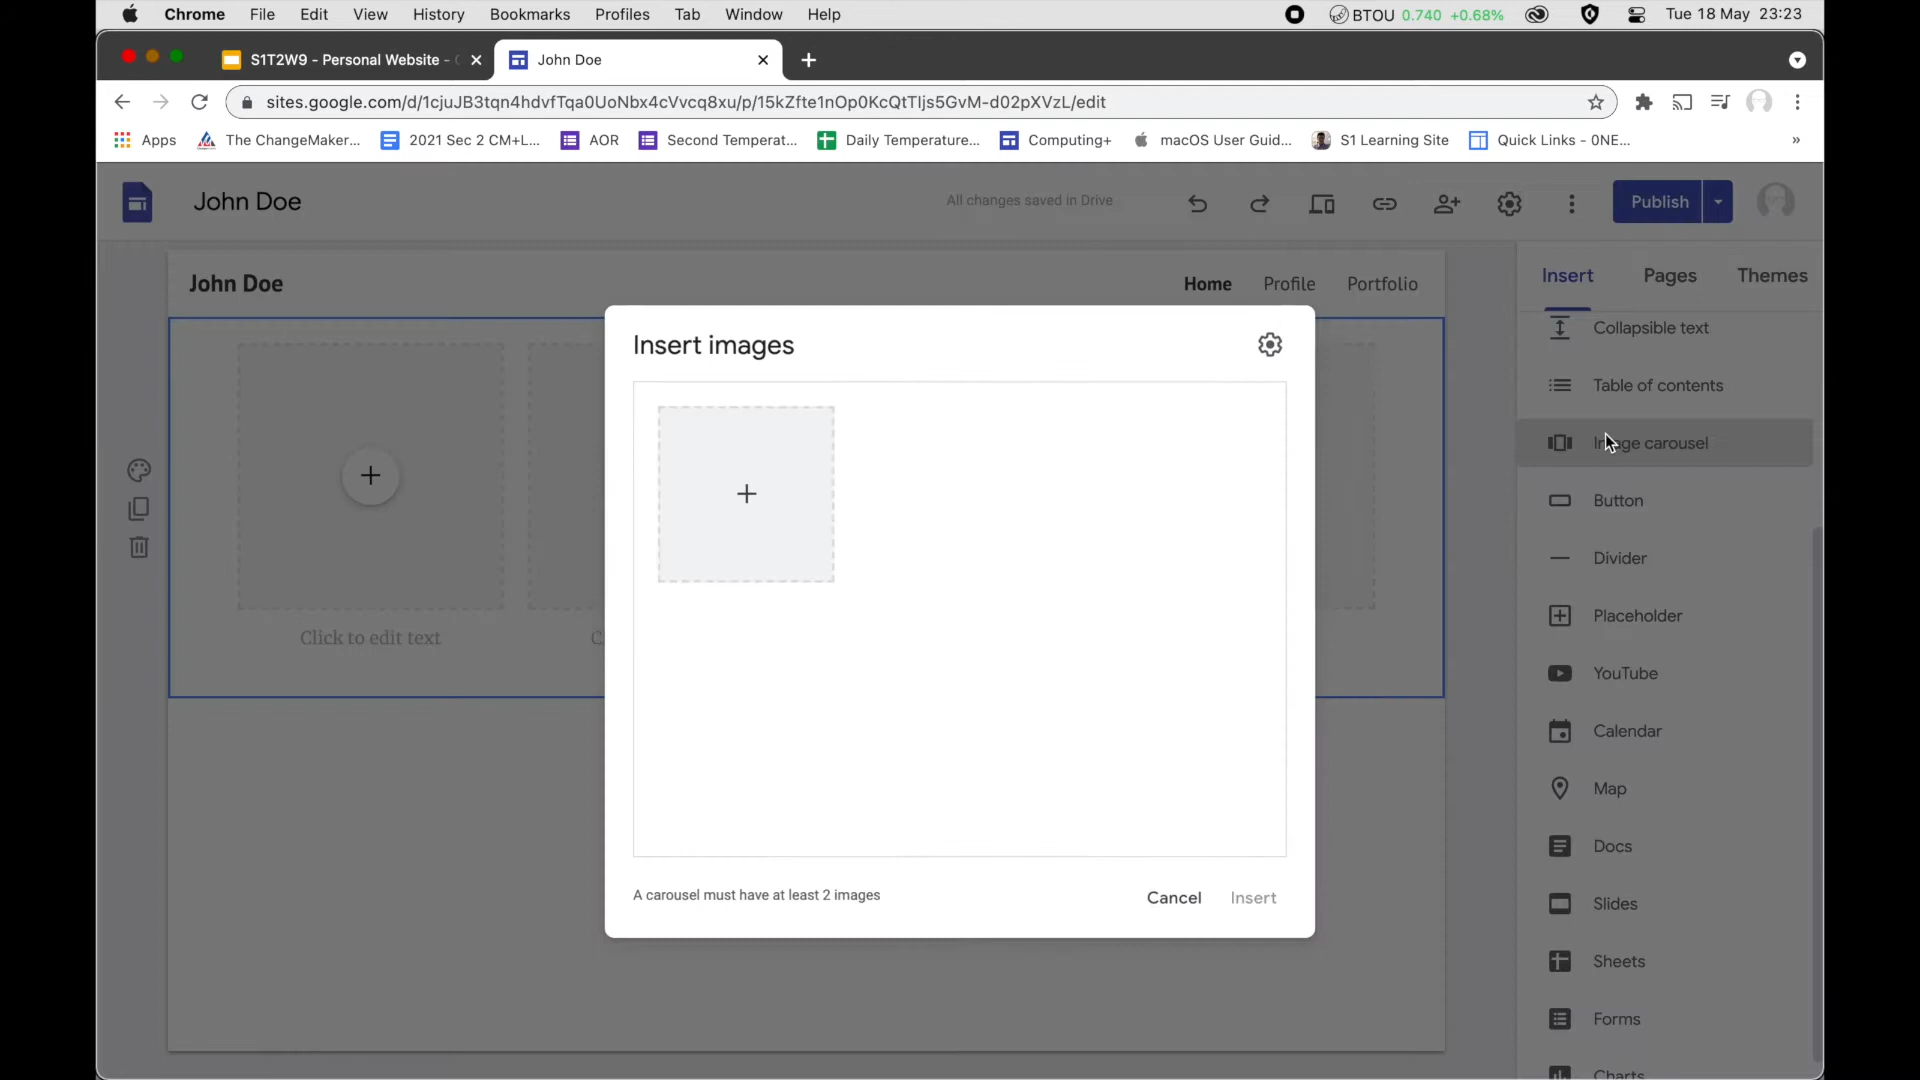 Chrome File Edit View History Bookmarks Profiles Tab Window Help BTOU 0.740 +0.68% Tue 18 May 23:23
S1T2W9 - Personal Website - John Doe
sites.google.com/d/1cjuJB3tqn4hdvfTqa0UoNbx4cVvcq8xu/p/15kZfte1nOp0KcQtTIjs5GvM-d02pXVzL/edit
Apps The ChangeMaker... 2021 Sec 2 CM+L... AOR Second Temperat... Daily Temperature... Computing+ macOS User Guid... S1 Learning Site Quick Links - 0NE... »
John Doe All changes saved in Drive Publish
John Doe Home Profile Portfolio
Insert Pages Themes
Insert images
Collapsible text
Table of contents
Image carousel
Button
Divider
Placeholder
YouTube
Calendar
Map
Docs
Slides
Sheets
Forms
Charts
Click to edit text
A carousel must have at least 2 images
Cancel Insert